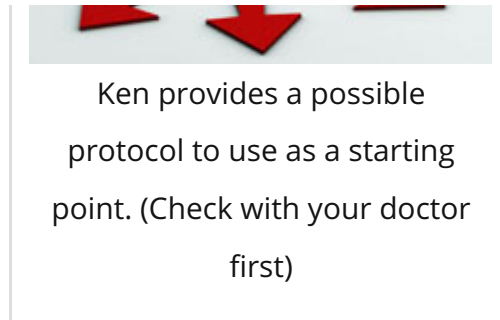 Ken provides a possible
protocol to use as a starting
point. (Check with your doctor
first)